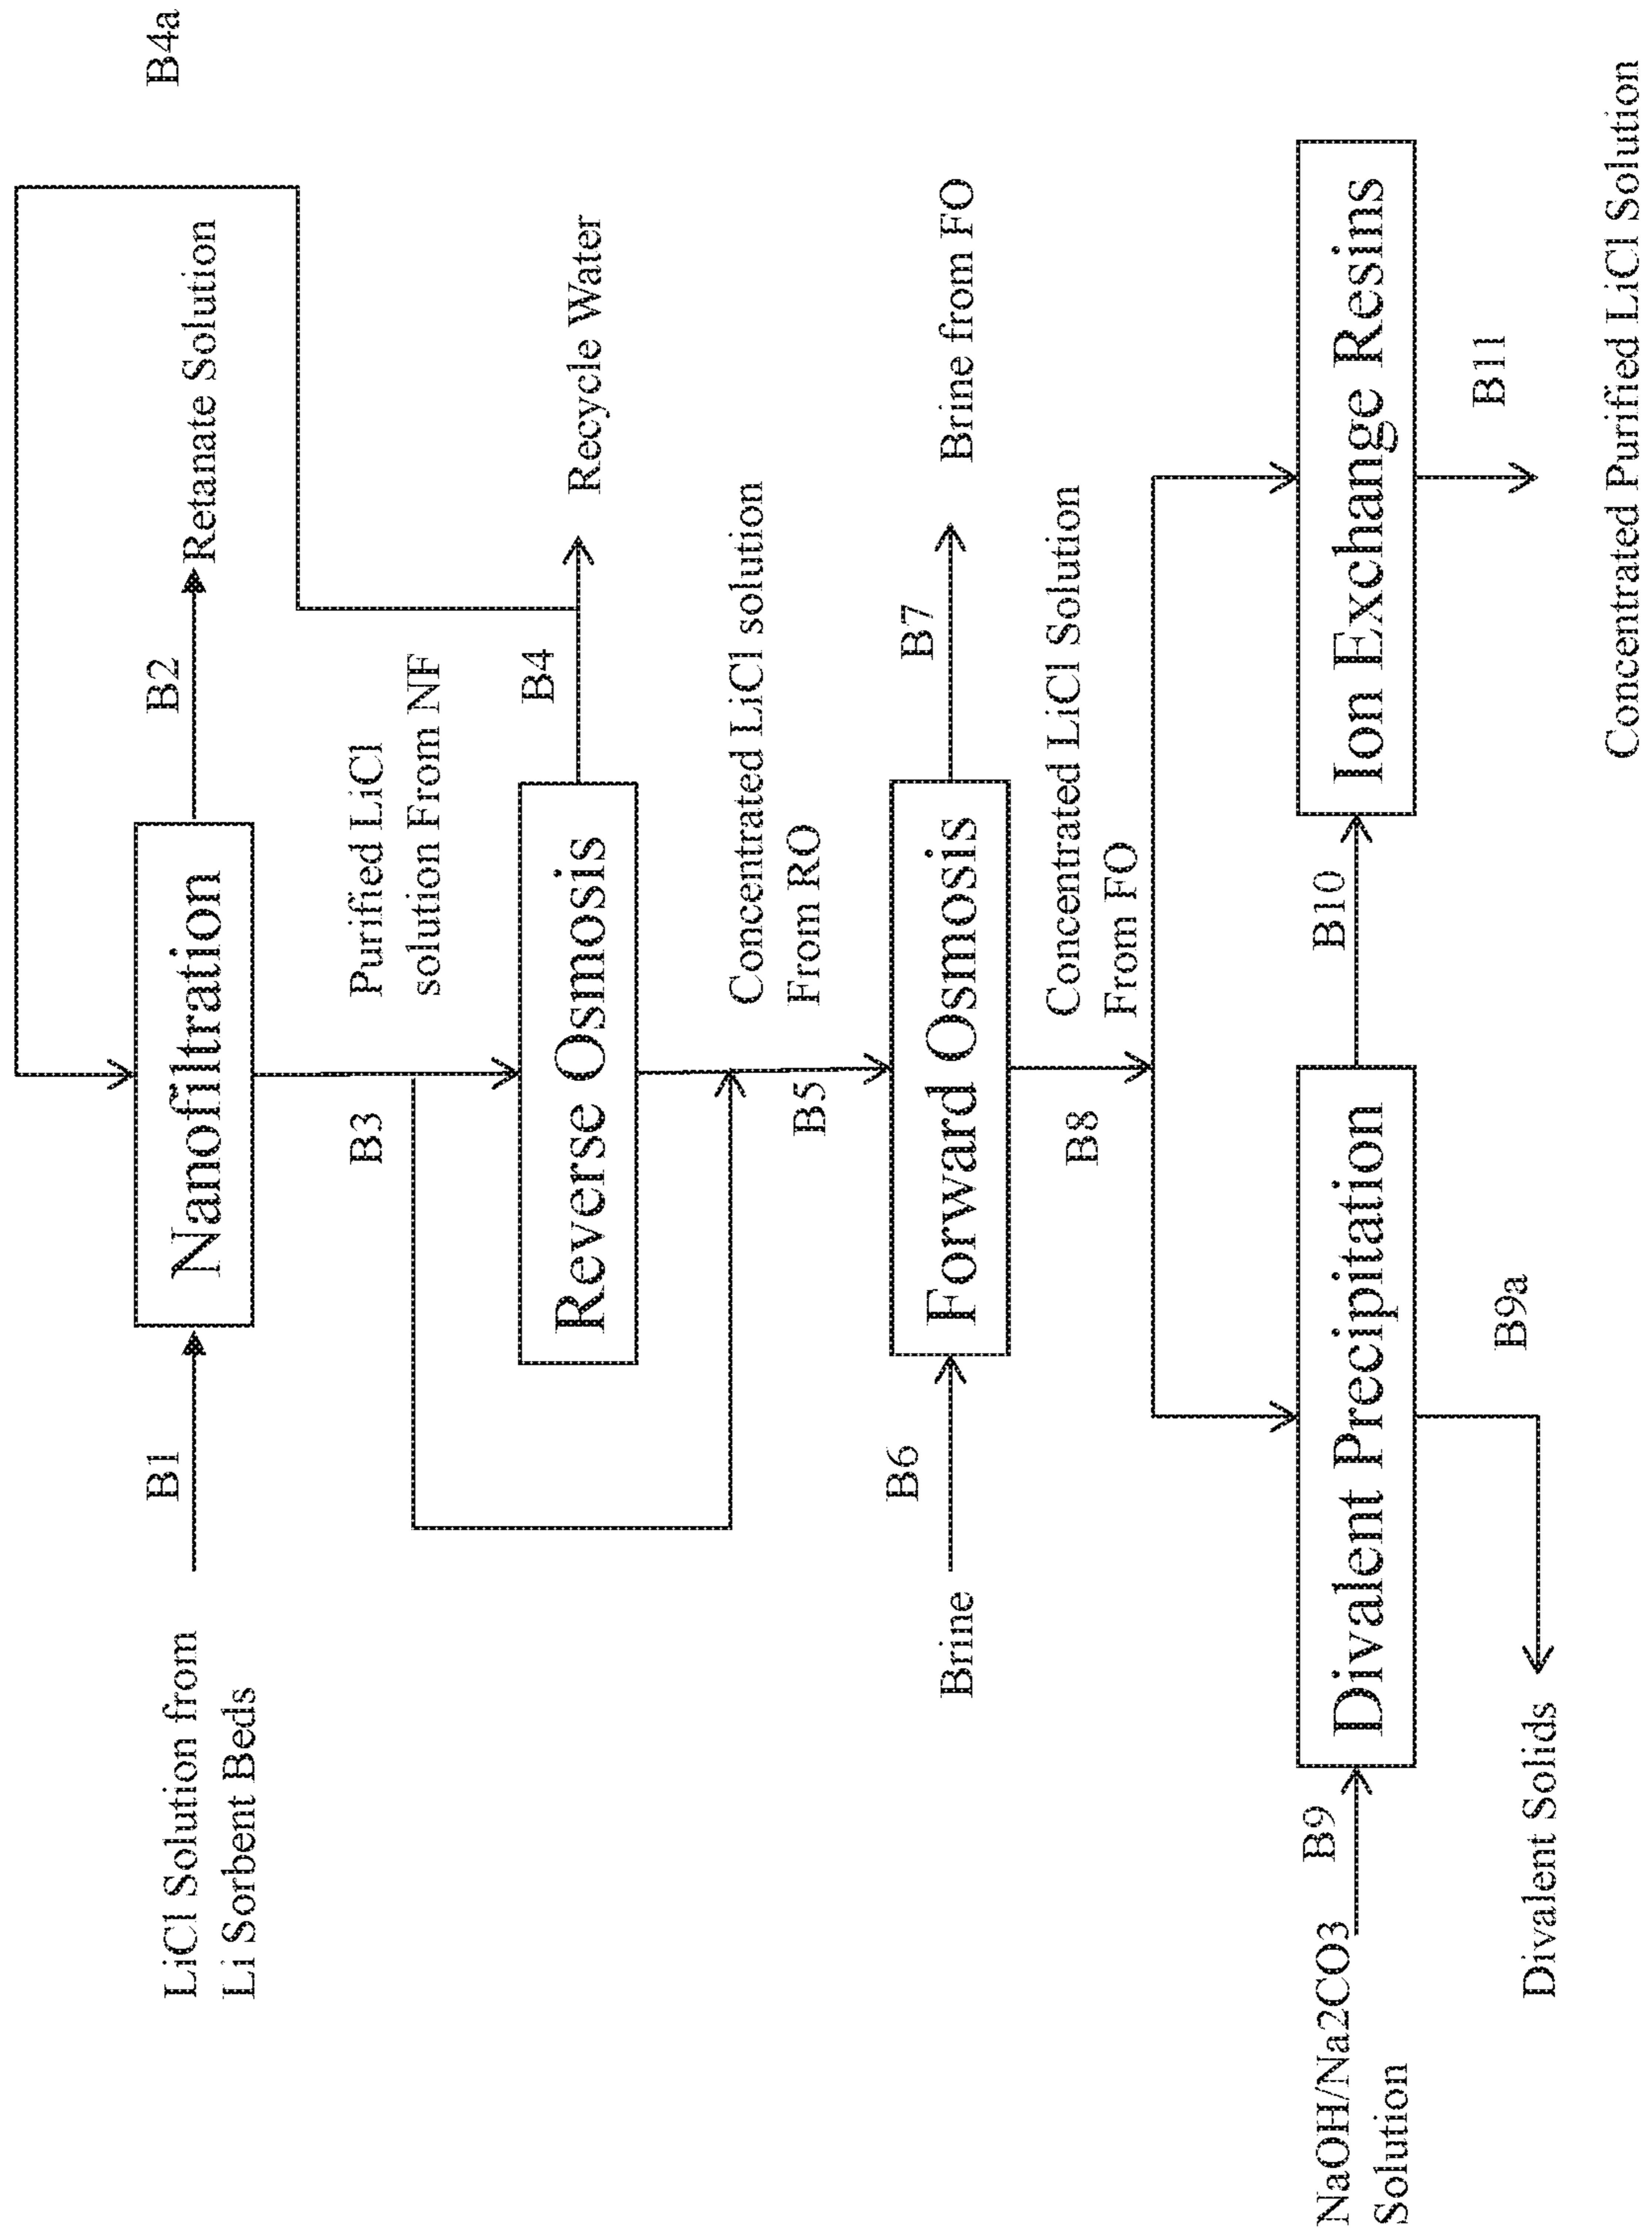 B4a
LiCl Solution from
Li Sorbent Beds
B1
Nanofiltration
B2
Retanate Solution
B3
Purified LiCl
solution From NF
Reverse Osmosis
B4
Recycle Water
B5
Concentrated LiCl solution
From RO
Brine
B6
Forward Osmosis
B7
Brine from FO
B8
Concentrated LiCl Solution
From FO
NaOH/Na2CO3
Solution
B9
Divalent Precipitation
B10
Ion Exchange Resins
Divalent Solids
B9a
B11
Concentrated Purified LiCl Solution